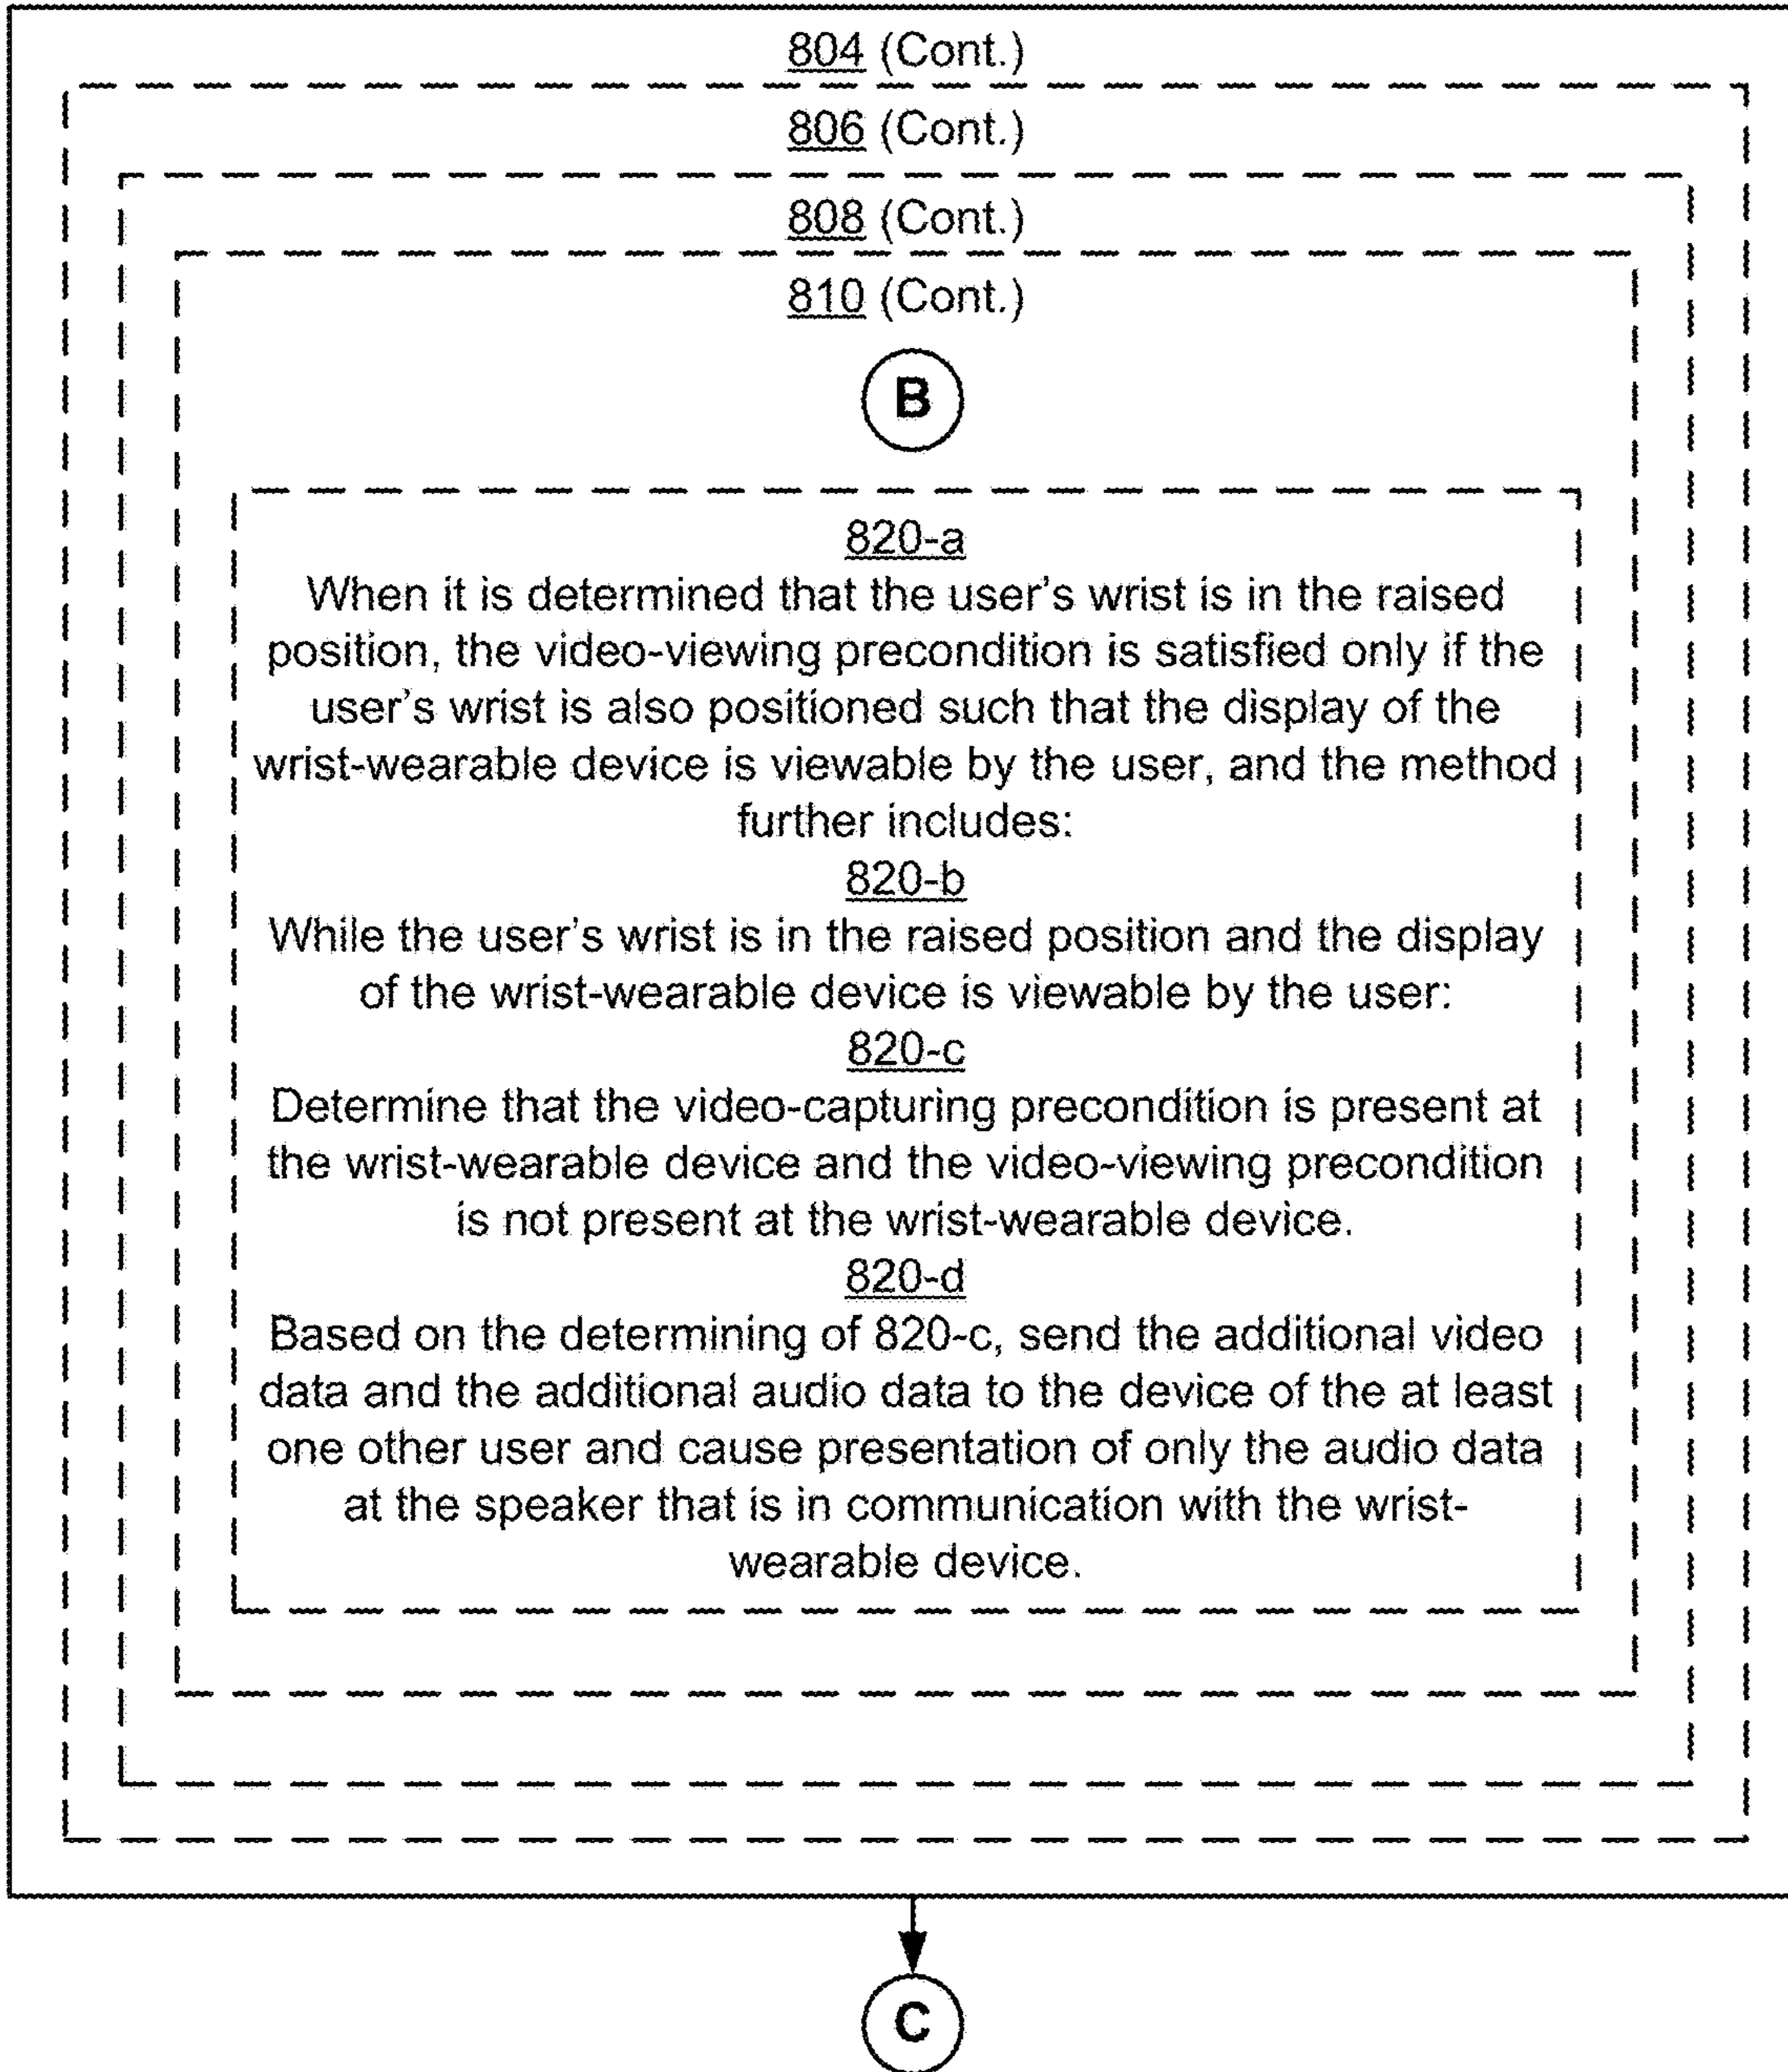 804 (Cont.)
806 (Cont.)
808 (Cont.)
810 (Cont.)
B
820-a
When it is determined that the user's wrist is in the raised
position, the video-viewing precondition is satisfied only if the
user's wrist is also positioned such that the display of the
wrist-wearable device is viewable by the user, and the method
further includes:
820-b
While the user's wrist is in the raised position and the display
of the wrist-wearable device is viewable by the user:
820-c
Determine that the video-capturing precondition is present at
the wrist-wearable device and the video-viewing precondition
is not present at the wrist-wearable device.
820-d
Based on the determining of 820-c, send the additional video
data and the additional audio data to the device of the at least
one other user and cause presentation of only the audio data
at the speaker that is in communication with the wrist-
wearable device.
C